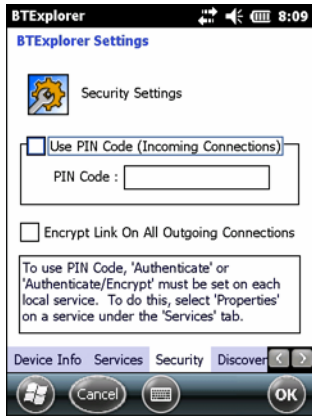 BTExplorer 8:09
BTExplorer Settings
Security Settings
Use PIN Code (Incoming Connections)
PIN Code :
Encrypt Link On All Outgoing Connections
To use PIN Code, 'Authenticate' or
'Authenticate/Encrypt' must be set on each
local service. To do this, select 'Properties'
on a service under the 'Services' tab.
Device Info Services Security Discover
Cancel OK